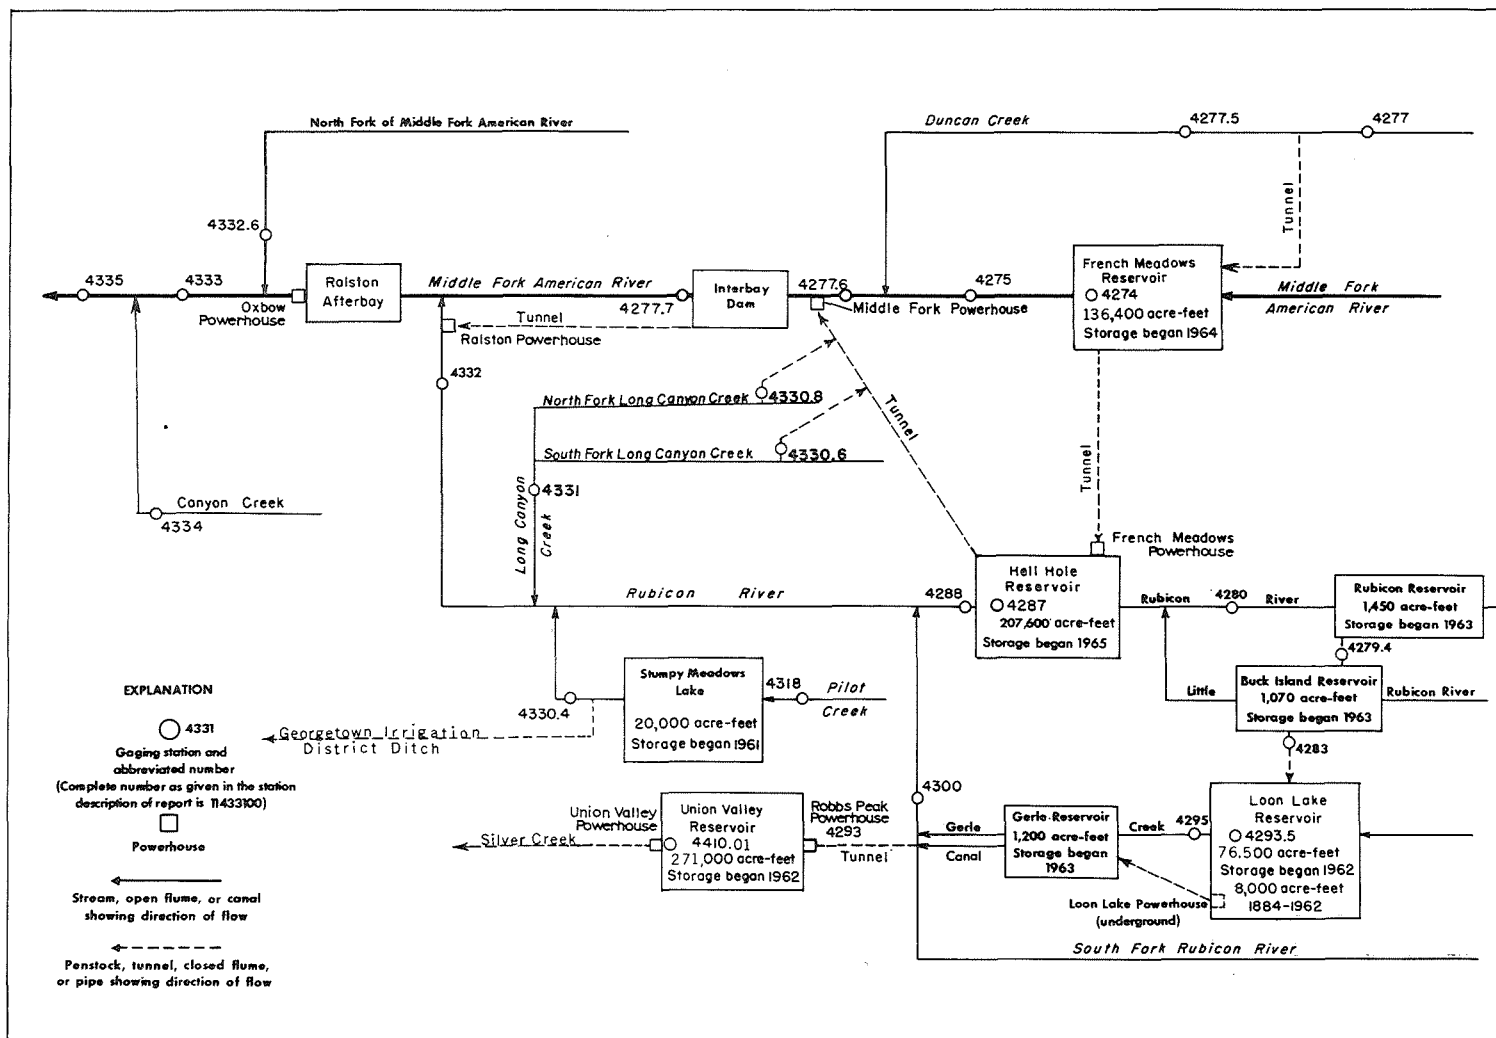 North Fork of Middle Fork American River
Duncan Creek
4277.5
4277
Tunnel
4332.6
4335
4333
Oxbow
Powerhouse
Ralston
Afterbay
Middle Fork American River
4277.7
Tunnel
Ralston Powerhouse
Interbay
Dam
4277.6
Middle Fork Powerhouse
4275
French Meadows
Reservoir
4274
136,400 acre-feet
Storage began 1964
Middle Fork
American River
4332
North Fork Long Canyon Creek
4330.8
South Fork Long Canyon Creek
4330.6
Tunnel
Tunnel
4331
Long Canyon
Creek
Canyon Creek
4334
French Meadows
Powerhouse
Rubicon River
4288
Hell Hole
Reservoir
4287
207,600 acre-feet
Storage began 1965
Rubicon 4280 River
Rubicon Reservoir
1,450 acre-feet
Storage began 1963
4279.4
Little
Buck Island Reservoir
1,070 acre-feet
Storage began 1963
Rubicon River
4283
Stumpy Meadows
Lake
20,000 acre-feet
Storage began 1961
4318
Pilot
Creek
4330.4
Georgetown Irrigation
District Ditch
4300
Union Valley
Powerhouse
Silver Creek
Union Valley
Reservoir
4410.01
271,000 acre-feet
Storage began 1962
Robbs Peak
Powerhouse
4293
Tunnel
Gerle
Canal
Gerle Reservoir
1,200 acre-feet
Storage began
1963
Creek
4295
Loon Lake
Reservoir
4293.5
76.500 acre-feet
Storage began 1962
8,000 acre-feet
1884-1962
Loon Lake Powerhouse
(underground)
South Fork Rubicon River
EXPLANATION
4331
Gaging station and
abbreviated number
(Complete number as given in the station
description of report is 11433100)
Powerhouse
Stream, open flume, or canal
showing direction of flow
Penstock, tunnel, closed flume,
or pipe showing direction of flow